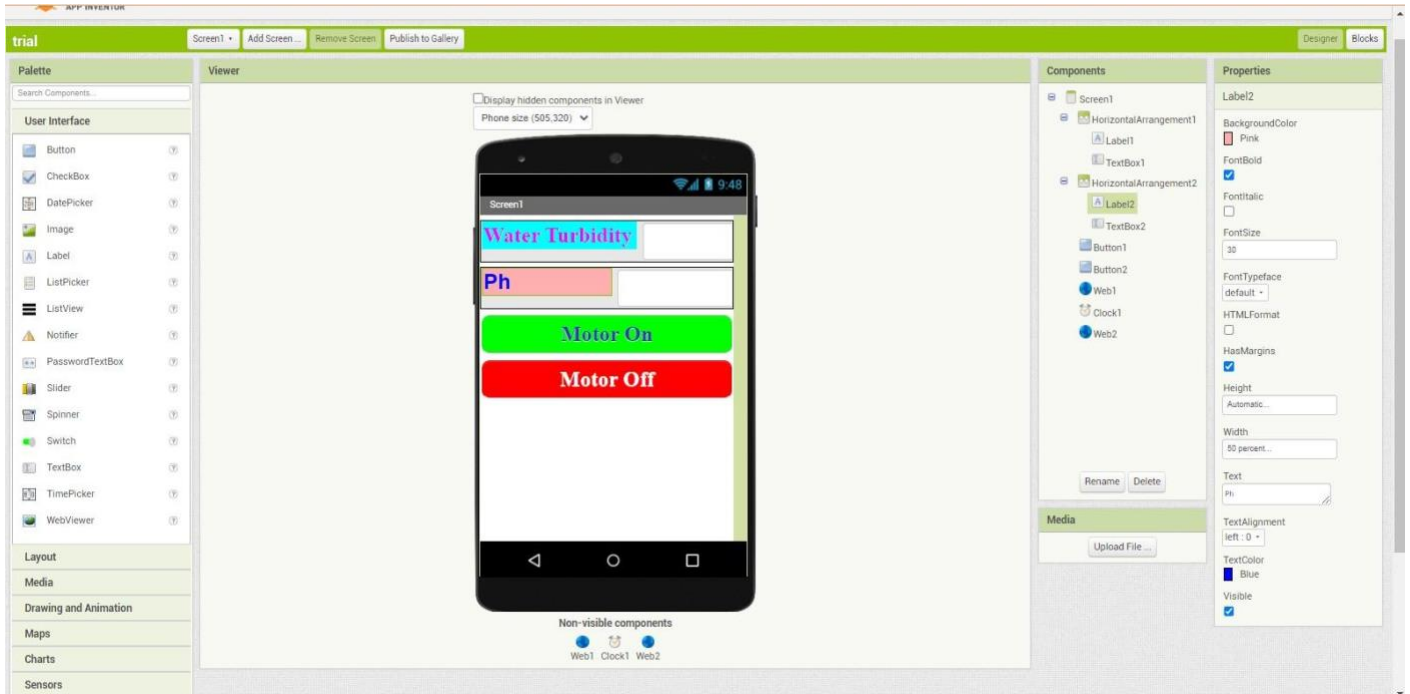 APP INVENTOR
trial
Screen1
Add Screen ...
Remove Screen
Publish to Gallery
Designer
Blocks
Palette
Search Components...
User Interface
Button
CheckBox
DatePicker
Image
Label
ListPicker
ListView
Notifier
PasswordTextBox
Slider
Spinner
Switch
TextBox
TimePicker
WebViewer
Layout
Media
Drawing and Animation
Maps
Charts
Sensors
Viewer
Display hidden components in Viewer
Phone size (505,320)
9:48
Screen1
Water Turbidity
Ph
Motor On
Motor Off
Non-visible components
Web1 Clock1 Web2
Components
Screen1
HorizontalArrangement1
Label1
TextBox1
HorizontalArrangement2
Label2
TextBox2
Button1
Button2
Web1
Clock1
Web2
Rename
Delete
Media
Upload File ...
Properties
Label2
BackgroundColor
Pink
FontBold
FontItalic
FontSize
30
FontTypeface
default
HTMLFormat
HasMargins
Height
Automatic...
Width
50 percent...
Text
Ph
TextAlignment
left : 0
TextColor
Blue
Visible